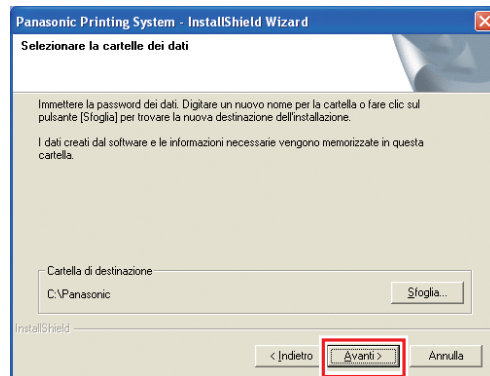 Panasonic Printing System - InstallShield Wizard
Selezionare la cartelle dei dati
Immettere la password dei dati. Digitare un nuovo nome per la cartella o fare clic sul
pulsante [Sfoglia] per trovare la nuova destinazione dell'installazione.
I dati creati dal software e le informazioni necessarie vengono memorizzate in questa
cartella.
Cartella di destinazione
C:\Panasonic
Sfoglia...
InstallShield
< Indietro
Avanti >
Annulla